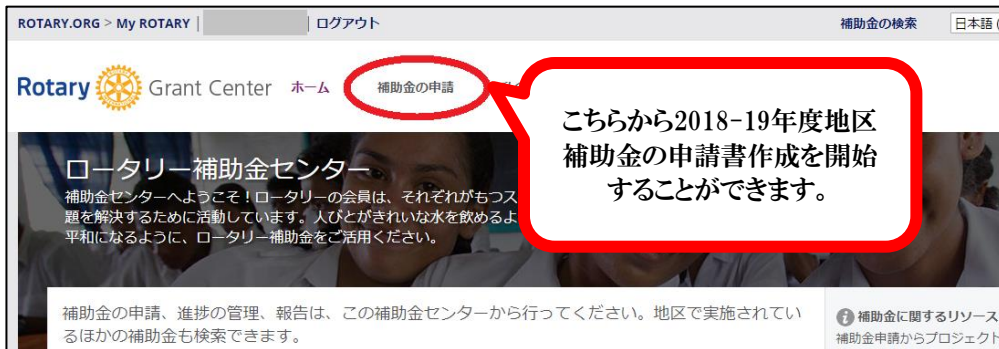 ROTARY.ORG > My ROTARY | | ログアウト 補助金の検索 日本語 (
Rotary Grant Center ホーム 補助金の申請
こちらから2018-19年度地区
補助金の申請書作成を開始
することができます。
ロータリー補助金センター
補助金センターへようこそ！ロータリーの会員は、それぞれがもつス
題を解決するために活動しています。人びとがきれいな水を飲めるよ
平和になるように、ロータリー補助金をご活用ください。
補助金の申請、進捗の管理、報告は、この補助金センターから行ってください。地区で実施されてい
るほかの補助金も検索できます。
補助金に関するリソース
補助金申請からプロジェクト